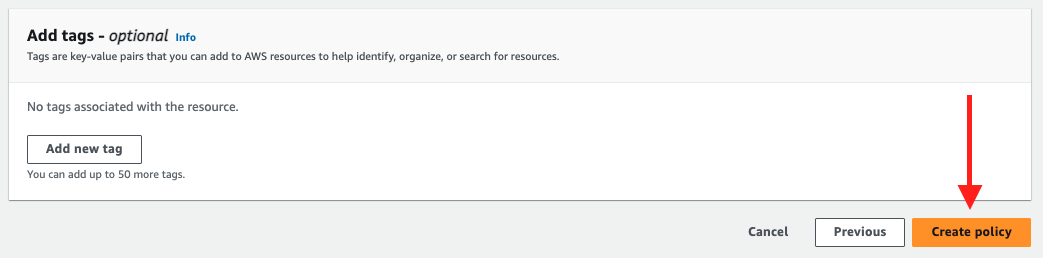 Add tags - optional Info
Tags are key-value pairs that you can add to AWS resources to help identify, organize, or search for resources.
No tags associated with the resource.
Add new tag
You can add up to 50 more tags.
Cancel Previous Create policy